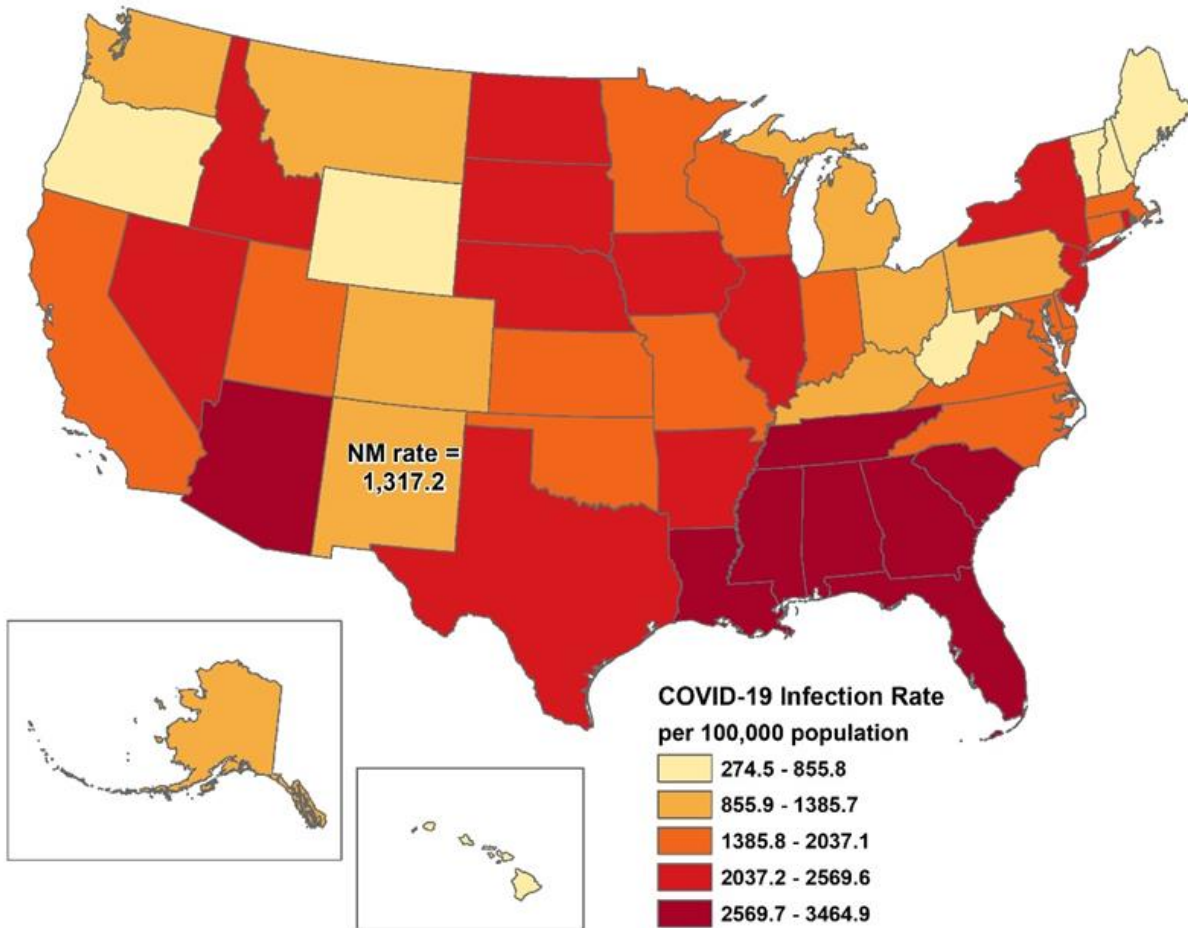 NM rate =
1,317.2
COVID-19 Infection Rate
per 100,000 population
274.5 - 855.8
855.9 - 1385.7
1385.8 - 2037.1
2037.2 - 2569.6
2569.7 - 3464.9